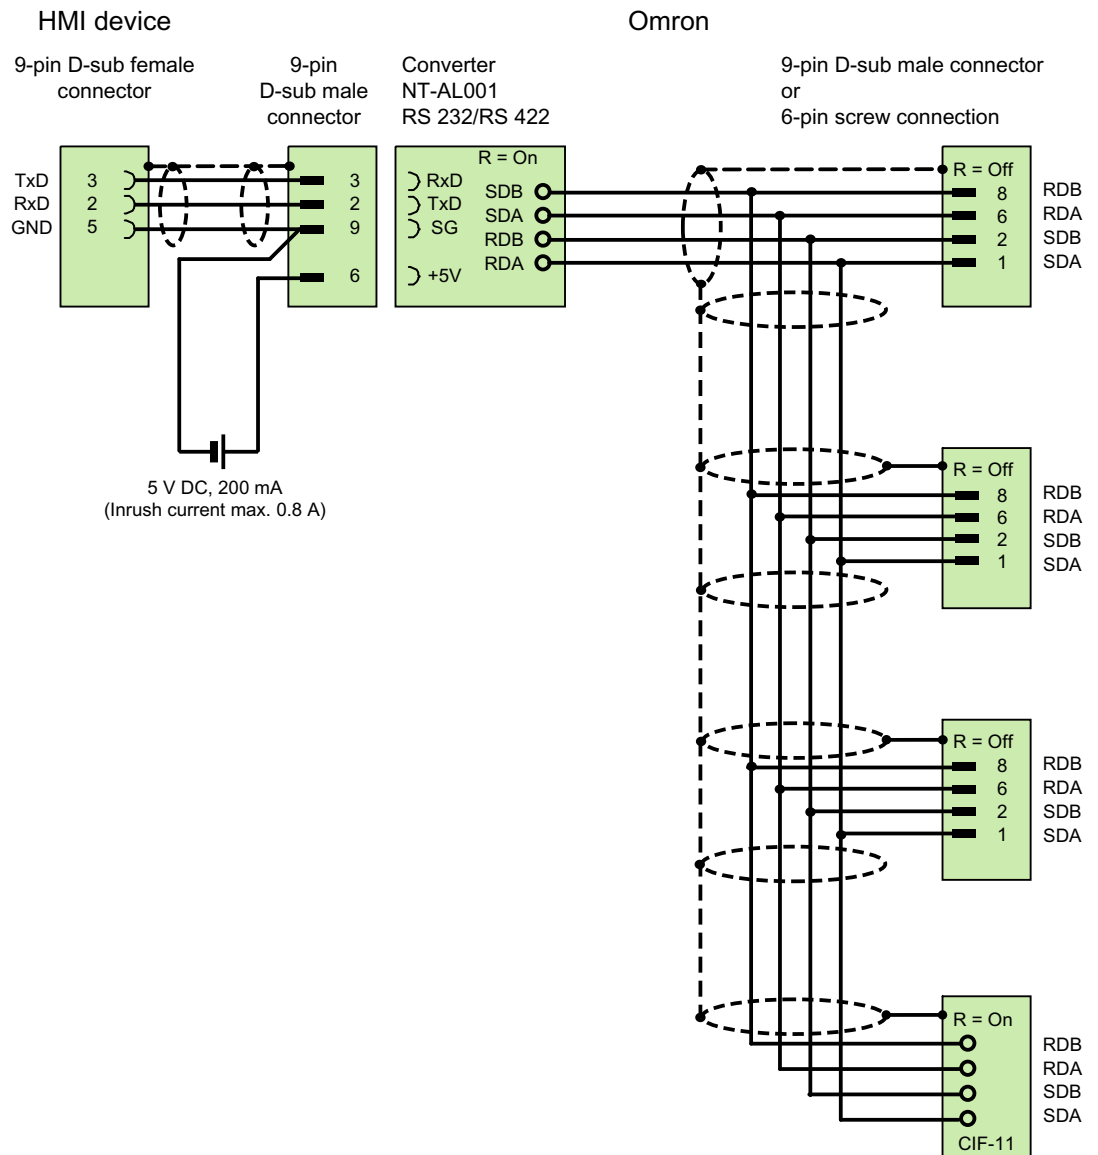 HMI device
Omron
9-pin D-sub female
connector
9-pin
D-sub male
connector
Converter
NT-AL001
RS 232/RS 422
9-pin D-sub male connector
or
6-pin screw connection
TxD 3
RxD 2
GND 5
3
2
9
6
R = On
RxD SDB
TxD SDA
SG RDB
RDA
+5V
R = Off
8 RDB
6 RDA
2 SDB
1 SDA
5 V DC, 200 mA
(Inrush current max. 0.8 A)
R = Off
8 RDB
6 RDA
2 SDB
1 SDA
R = Off
8 RDB
6 RDA
2 SDB
1 SDA
R = On
RDB
RDA
SDB
SDA
CIF-11